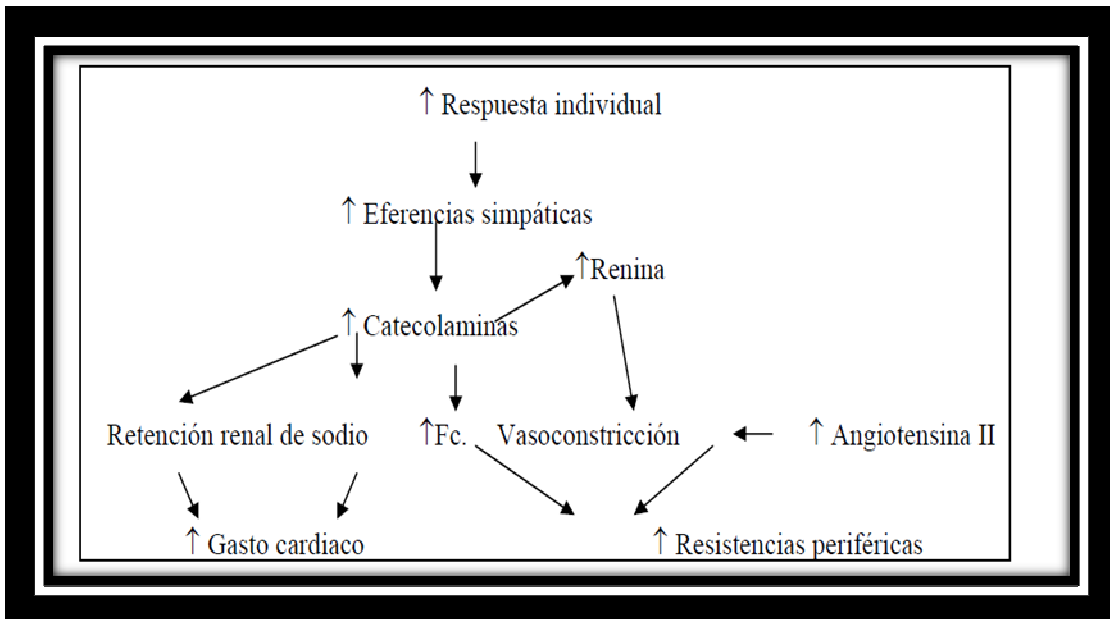 ↑ Respuesta individual
↑ Eferencias simpáticas
↑Renina
↑ Catecolaminas
Retención renal de sodio ↑Fc. Vasoconstricción ↑ Angiotensina II
↑ Gasto cardiaco ↑ Resistencias periféricas